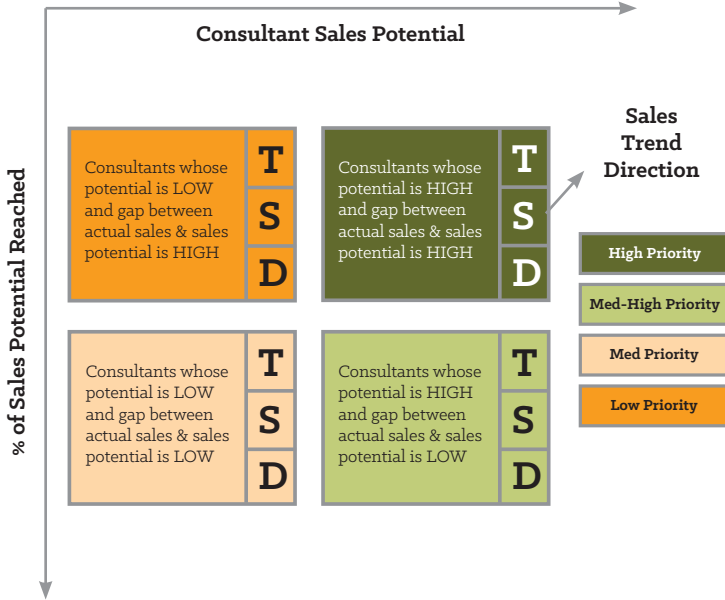 Consultant Sales Potential
% of Sales Potential Reached
Consultants whose
potential is LOW
and gap between
actual sales & sales
potential is HIGH
T
S
D
Consultants whose
potential is HIGH
and gap between
actual sales & sales
potential is HIGH
T
S
D
Sales
Trend
Direction
High Priority
Med-High Priority
Med Priority
Low Priority
Consultants whose
potential is LOW
and gap between
actual sales & sales
potential is LOW
T
S
D
Consultants whose
potential is HIGH
and gap between
actual sales & sales
potential is LOW
T
S
D